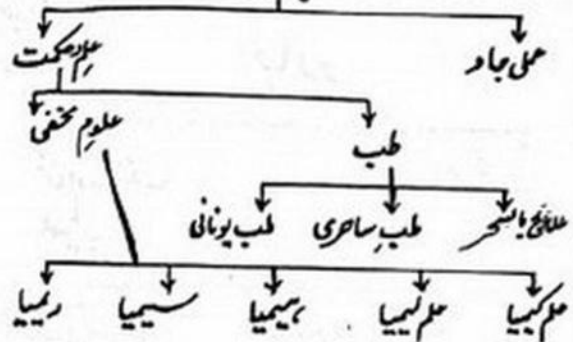 عملی جادو علم و حکمت
طب علوم مخفی
علاج بالسحر طبِ ساحری طب یونانی
علم کیمیا علم لیمیا ہیمیا سیمیا ریمیا